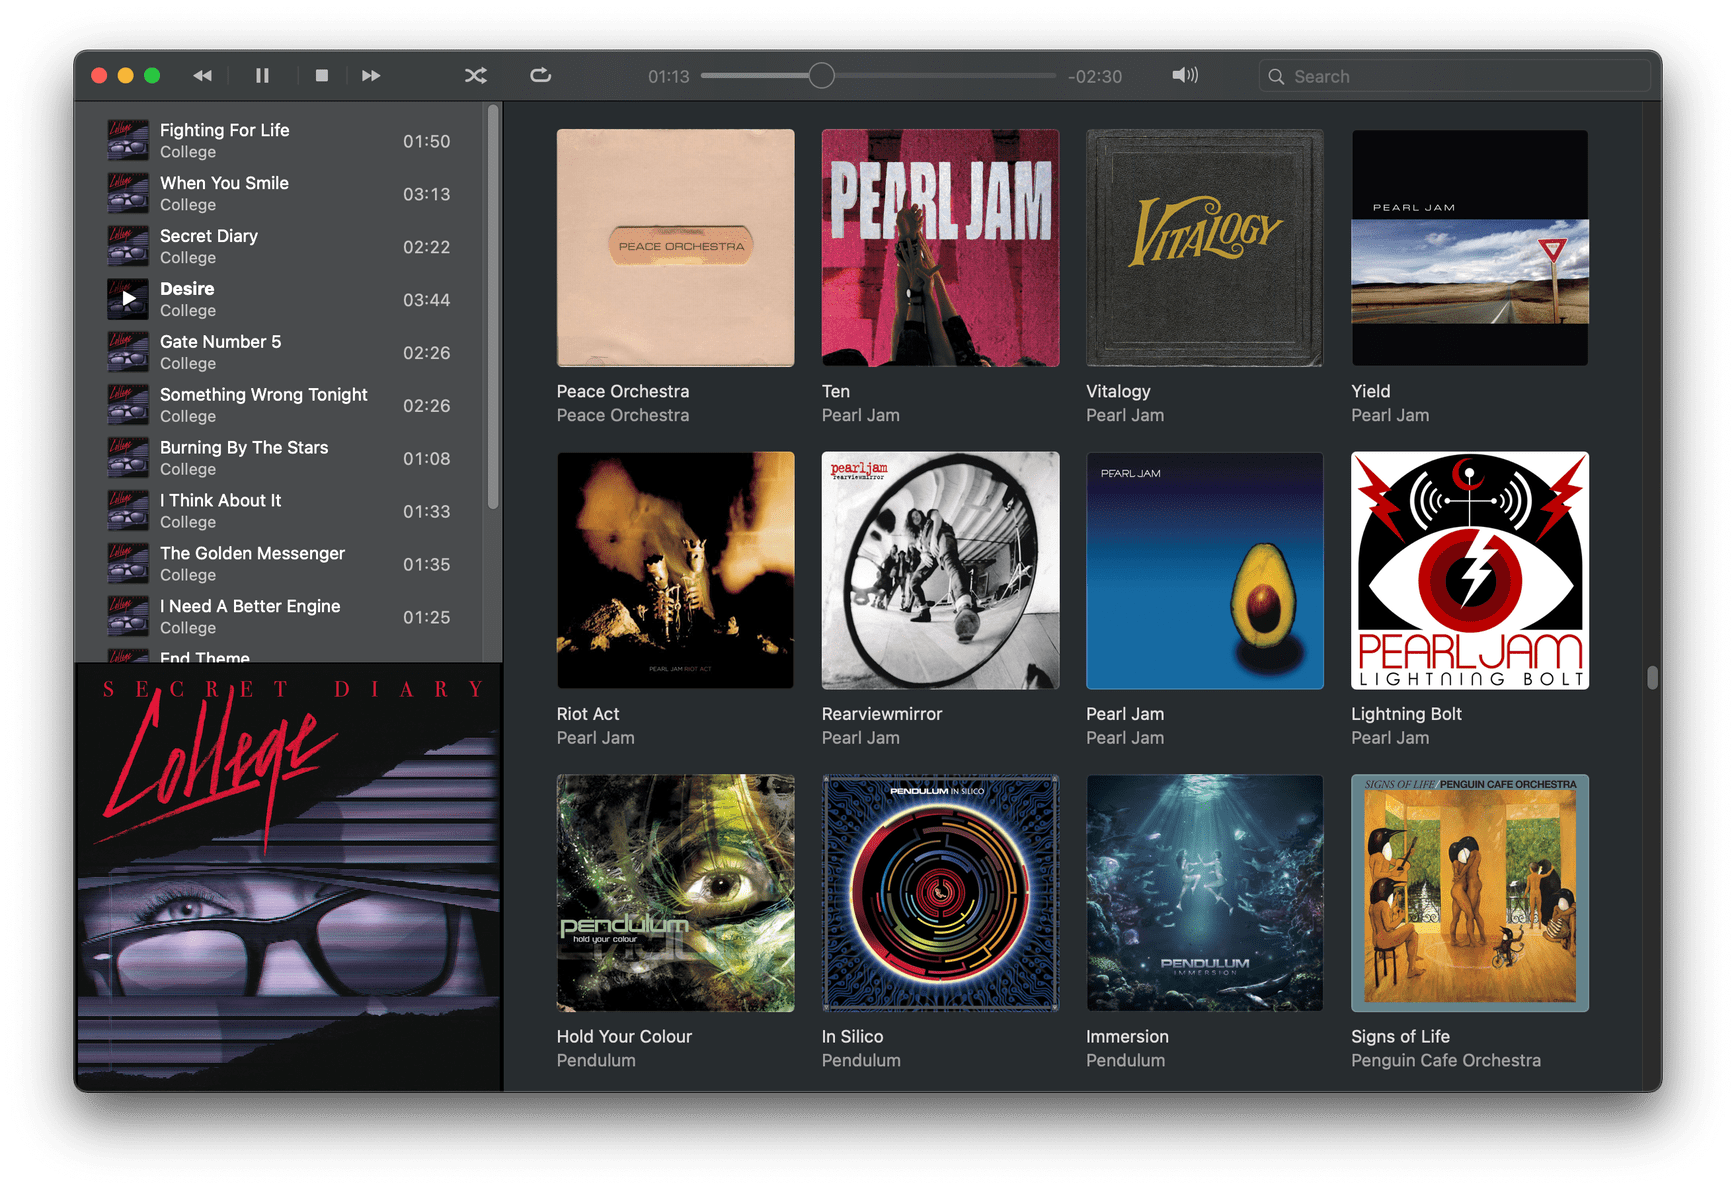 01:13
-02:30
Search
Fighting For Life
College
01:50
When You Smile
College
03:13
Secret Diary
College
02:22
Desire
College
03:44
Gate Number 5
College
02:26
Something Wrong Tonight
College
02:26
Burning By The Stars
College
01:08
I Think About It
College
01:33
The Golden Messenger
College
01:35
I Need A Better Engine
College
01:25
End Theme
SECRET DIARY
College
PEACE ORCHESTRA
Peace Orchestra
Peace Orchestra
PEARL JAM
Ten
Pearl Jam
VITALOGY
Vitalogy
Pearl Jam
PEARL JAM
Yield
Pearl Jam
PEARL JAM RIOT ACT
Riot Act
Pearl Jam
pearljam
rearviewmirror
Rearviewmirror
Pearl Jam
PEARL JAM
Pearl Jam
Pearl Jam
PEARL JAM
LIGHTNING BOLT
Lightning Bolt
Pearl Jam
pendulum
hold your colour
Hold Your Colour
Pendulum
PENDULUM IN SILICO
In Silico
Pendulum
PENDULUM
IMMERSION
Immersion
Pendulum
SIGNS OF LIFE/PENGUIN CAFE ORCHESTRA
Signs of Life
Penguin Cafe Orchestra